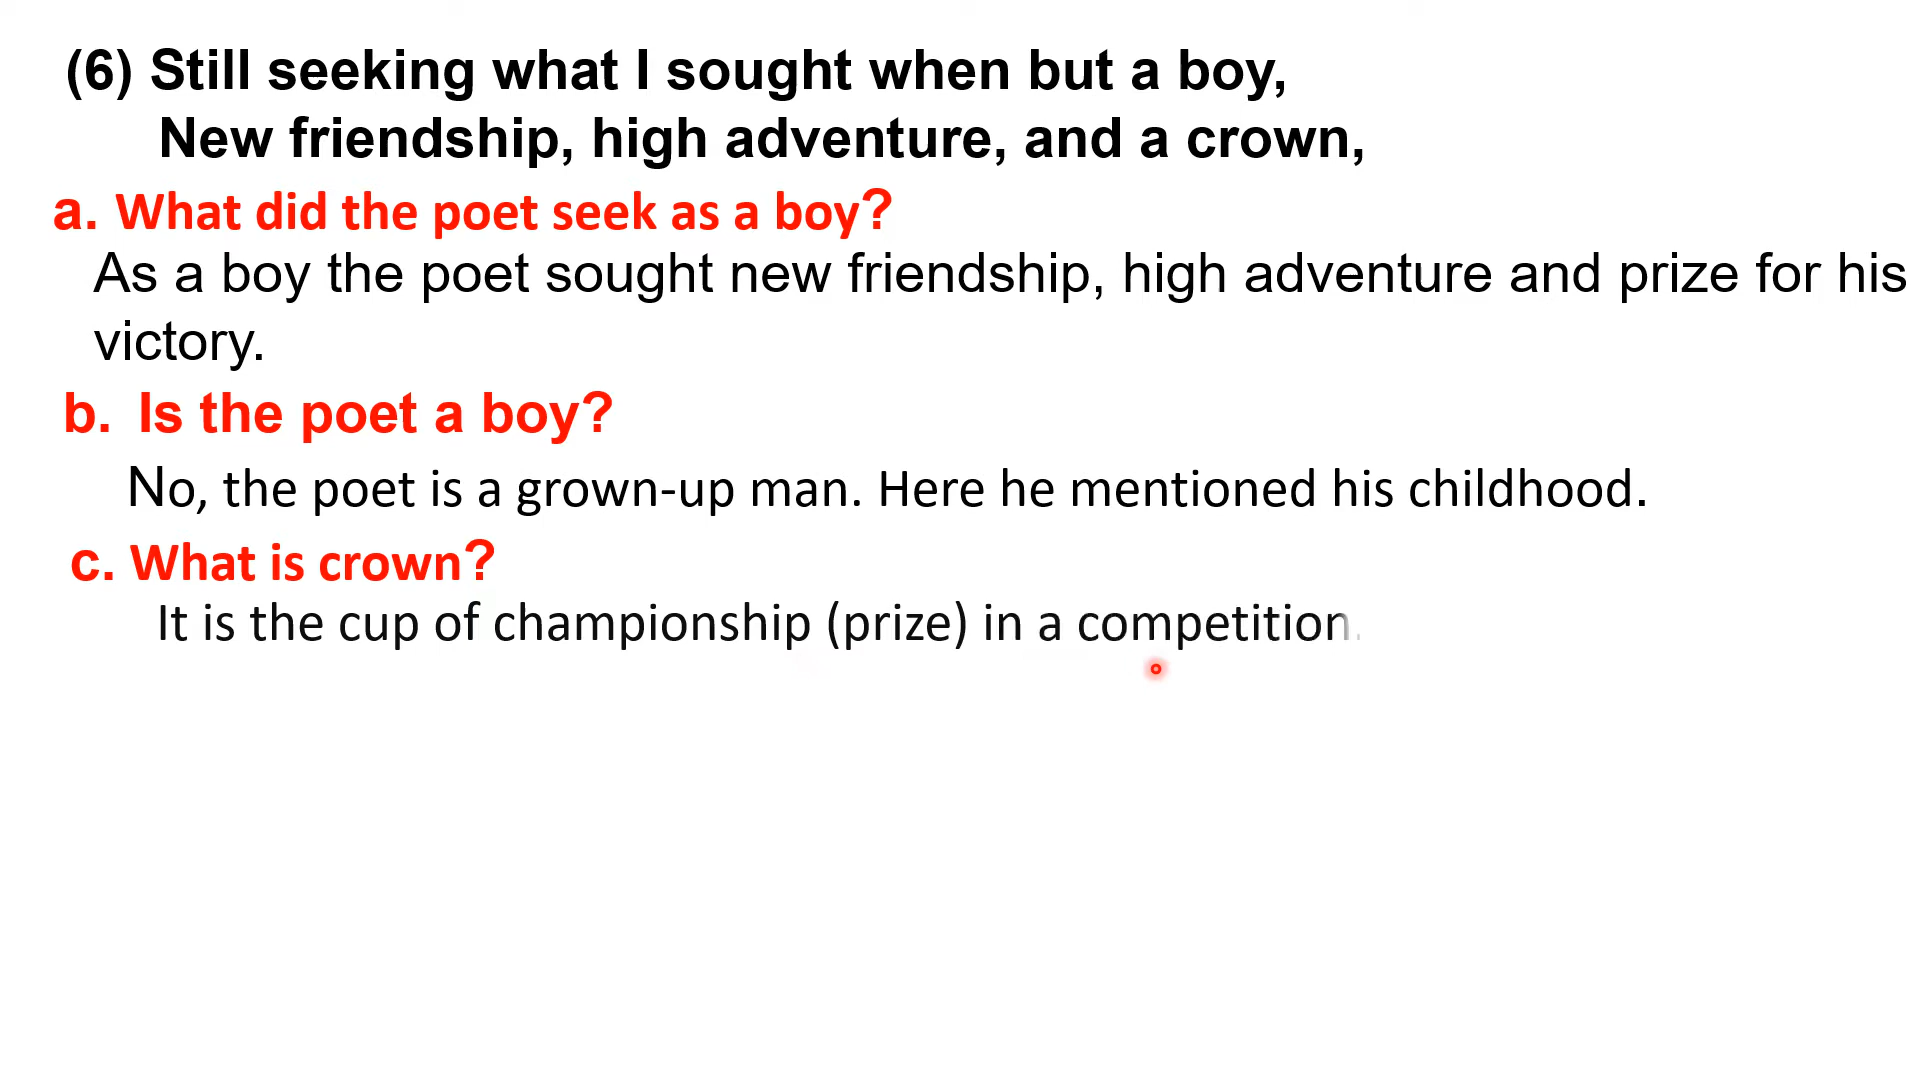 (6) Still seeking what I sought when but a boy,
New friendship, high adventure, and a crown,
a. What did the poet seek as a boy?
As a boy the poet sought new friendship, high adventure and prize for his
victory.
b. Is the poet a boy?
No, the poet is a grown-up man. Here he mentioned his childhood.
c. What is crown?
It is the cup of championship (prize) in a competition.